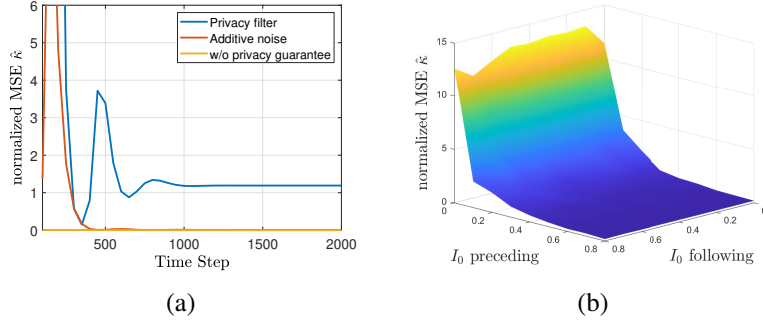 normalized MSE κ̂
6
5
4
3
2
1
0
500
1000
1500
2000
Time Step
Privacy filter
Additive noise
w/o privacy guarantee
(a)
normalized MSE κ̂
15
10
5
0
0.2
0.4
0.6
0.8
I₀ preceding
0.8
0.6
0.4
0.2
I₀ following
(b)